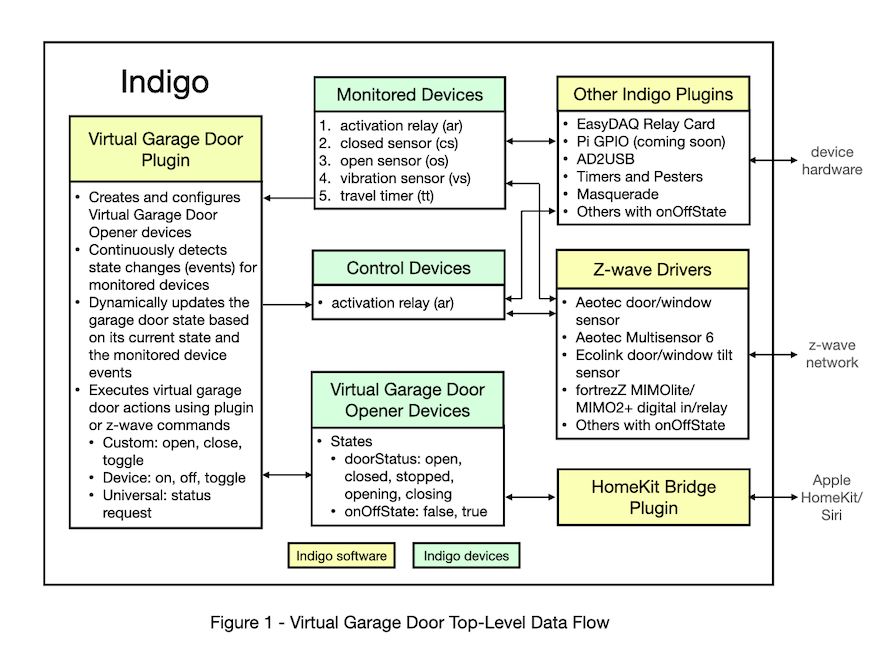 Indigo
Virtual Garage Door
Plugin
• Creates and configures
Virtual Garage Door
Opener devices
• Continuously detects
state changes (events) for
monitored devices
• Dynamically updates the
garage door state based
on its current state and
the monitored device
events
• Executes virtual garage
door actions using plugin
or z-wave commands
• Custom: open, close,
toggle
• Device: on, off, toggle
• Universal: status
request
Monitored Devices
1. activation relay (ar)
2. closed sensor (cs)
3. open sensor (os)
4. vibration sensor (vs)
5. travel timer (tt)
Control Devices
• activation relay (ar)
Virtual Garage Door
Opener Devices
• States
• doorStatus: open,
closed, stopped,
opening, closing
• onOffState: false, true
Other Indigo Plugins
• EasyDAQ Relay Card
• Pi GPIO (coming soon)
• AD2USB
• Timers and Pesters
• Masquerade
• Others with onOffState
Z-wave Drivers
• Aeotec door/window
sensor
• Aeotec Multisensor 6
• Ecolink door/window tilt
sensor
• fortrezZ MIMOlite/
MIMO2+ digital in/relay
• Others with onOffState
HomeKit Bridge
Plugin
device
hardware
z-wave
network
Apple
HomeKit/
Siri
Indigo software
Indigo devices
Figure 1 - Virtual Garage Door Top-Level Data Flow